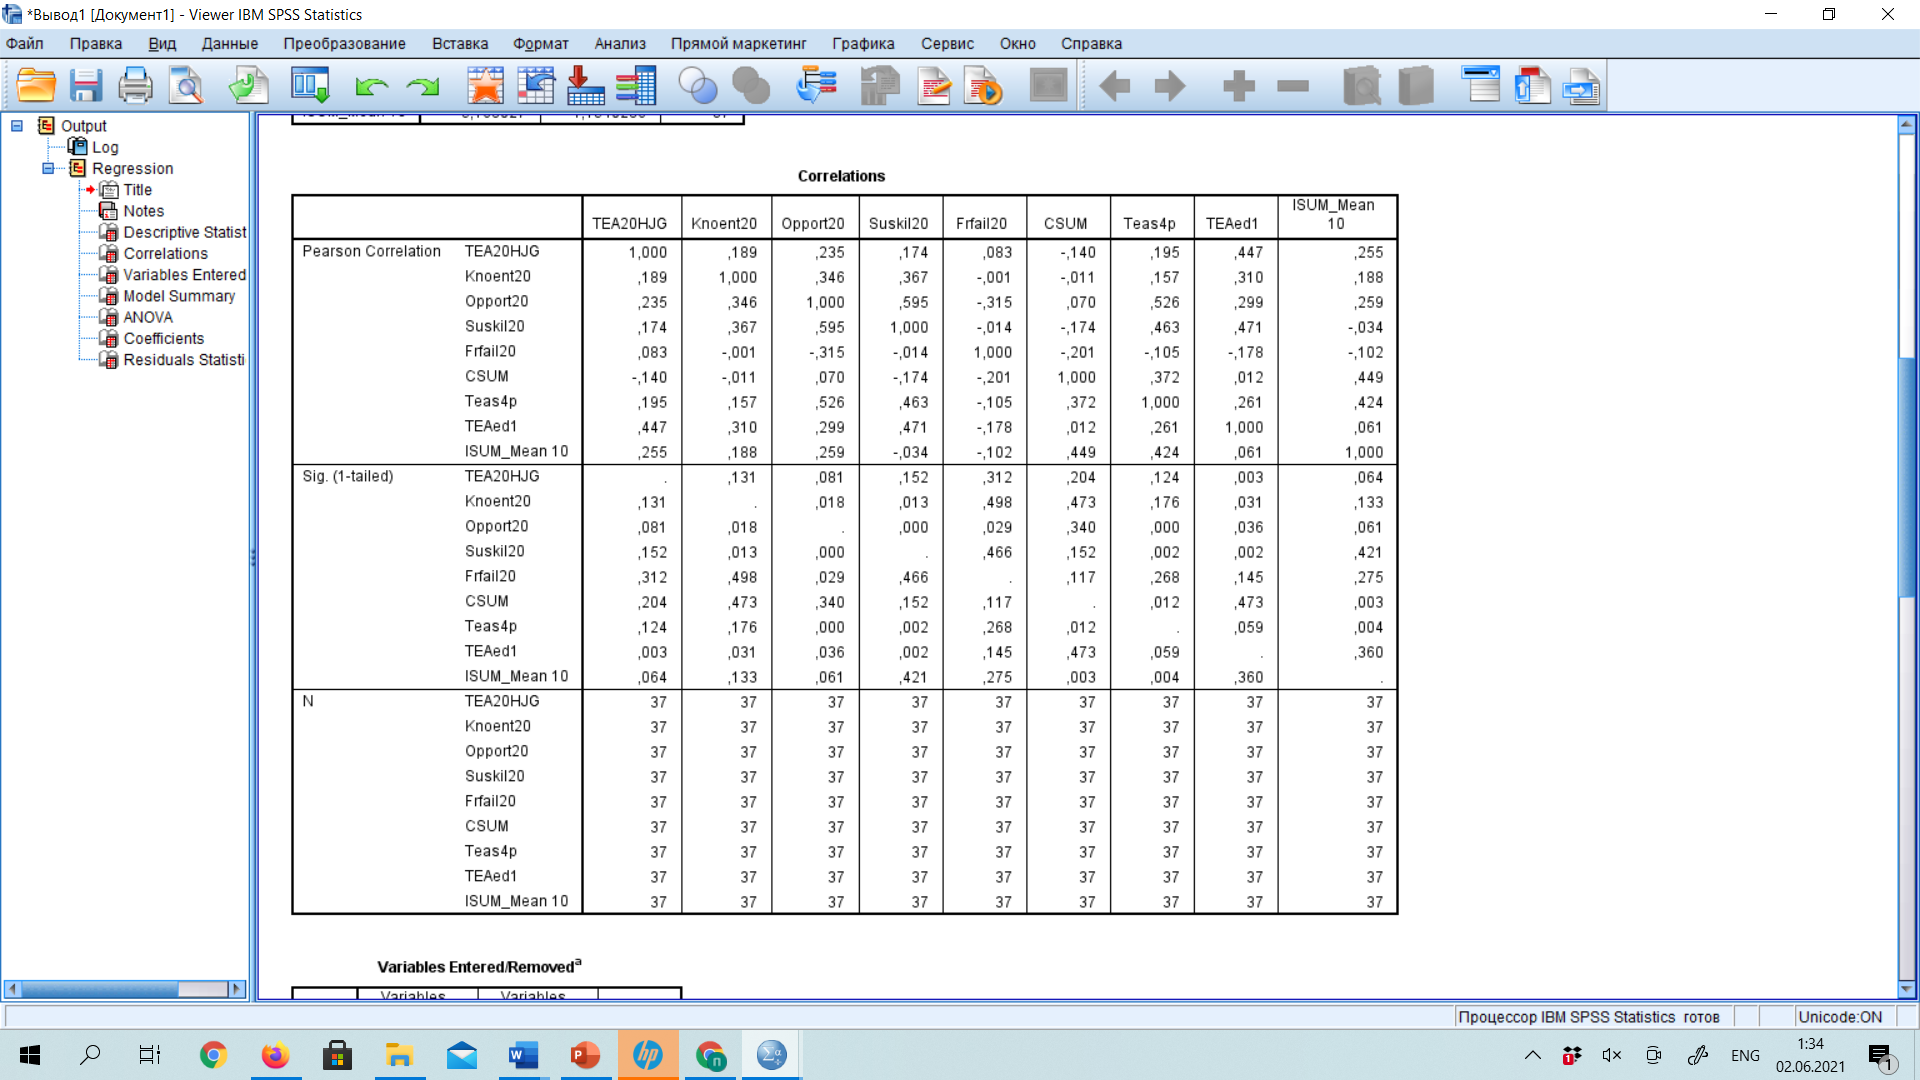 *Вывод1 [Документ1] - Viewer IBM SPSS Statistics
Файл Правка Вид Данные Преобразование Вставка Формат Анализ Прямой маркетинг Графика Сервис Окно Справка
Output
Log
Regression
Title
Notes
Descriptive Statist
Correlations
Variables Entered
Model Summary
ANOVA
Coefficients
Residuals Statisti
Correlations
TEA20HJG Knoent20 Opport20 Suskil20 Frfail20 CSUM Teas4p TEAed1 ISUM_Mean 10
Pearson Correlation TEA20HJG 1,000 ,189 ,235 ,174 ,083 -,140 ,195 ,447 ,255
Knoent20 ,189 1,000 ,346 ,367 -,001 -,011 ,157 ,310 ,188
Opport20 ,235 ,346 1,000 ,595 -,315 ,070 ,526 ,299 ,259
Suskil20 ,174 ,367 ,595 1,000 -,014 -,174 ,463 ,471 -,034
Frfail20 ,083 -,001 -,315 -,014 1,000 -,201 -,105 -,178 -,102
CSUM -,140 -,011 ,070 -,174 -,201 1,000 ,372 ,012 ,449
Teas4p ,195 ,157 ,526 ,463 -,105 ,372 1,000 ,261 ,424
TEAed1 ,447 ,310 ,299 ,471 -,178 ,012 ,261 1,000 ,061
ISUM_Mean 10 ,255 ,188 ,259 -,034 -,102 ,449 ,424 ,061 1,000
Sig. (1-tailed) TEA20HJG . ,131 ,081 ,152 ,312 ,204 ,124 ,003 ,064
Knoent20 ,131 . ,018 ,013 ,498 ,473 ,176 ,031 ,133
Opport20 ,081 ,018 . ,000 ,029 ,340 ,000 ,036 ,061
Suskil20 ,152 ,013 ,000 . ,466 ,152 ,002 ,002 ,421
Frfail20 ,312 ,498 ,029 ,466 . ,117 ,268 ,145 ,275
CSUM ,204 ,473 ,340 ,152 ,117 . ,012 ,473 ,003
Teas4p ,124 ,176 ,000 ,002 ,268 ,012 . ,059 ,004
TEAed1 ,003 ,031 ,036 ,002 ,145 ,473 ,059 . ,360
ISUM_Mean 10 ,064 ,133 ,061 ,421 ,275 ,003 ,004 ,360 .
N TEA20HJG 37 37 37 37 37 37 37 37 37
Knoent20 37 37 37 37 37 37 37 37 37
Opport20 37 37 37 37 37 37 37 37 37
Suskil20 37 37 37 37 37 37 37 37 37
Frfail20 37 37 37 37 37 37 37 37 37
CSUM 37 37 37 37 37 37 37 37 37
Teas4p 37 37 37 37 37 37 37 37 37
TEAed1 37 37 37 37 37 37 37 37 37
ISUM_Mean 10 37 37 37 37 37 37 37 37 37
Variables Entered/Removedᵃ
Variables Variables
Процессор IBM SPSS Statistics готов Unicode:ON
ENG 1:34
02.06.2021